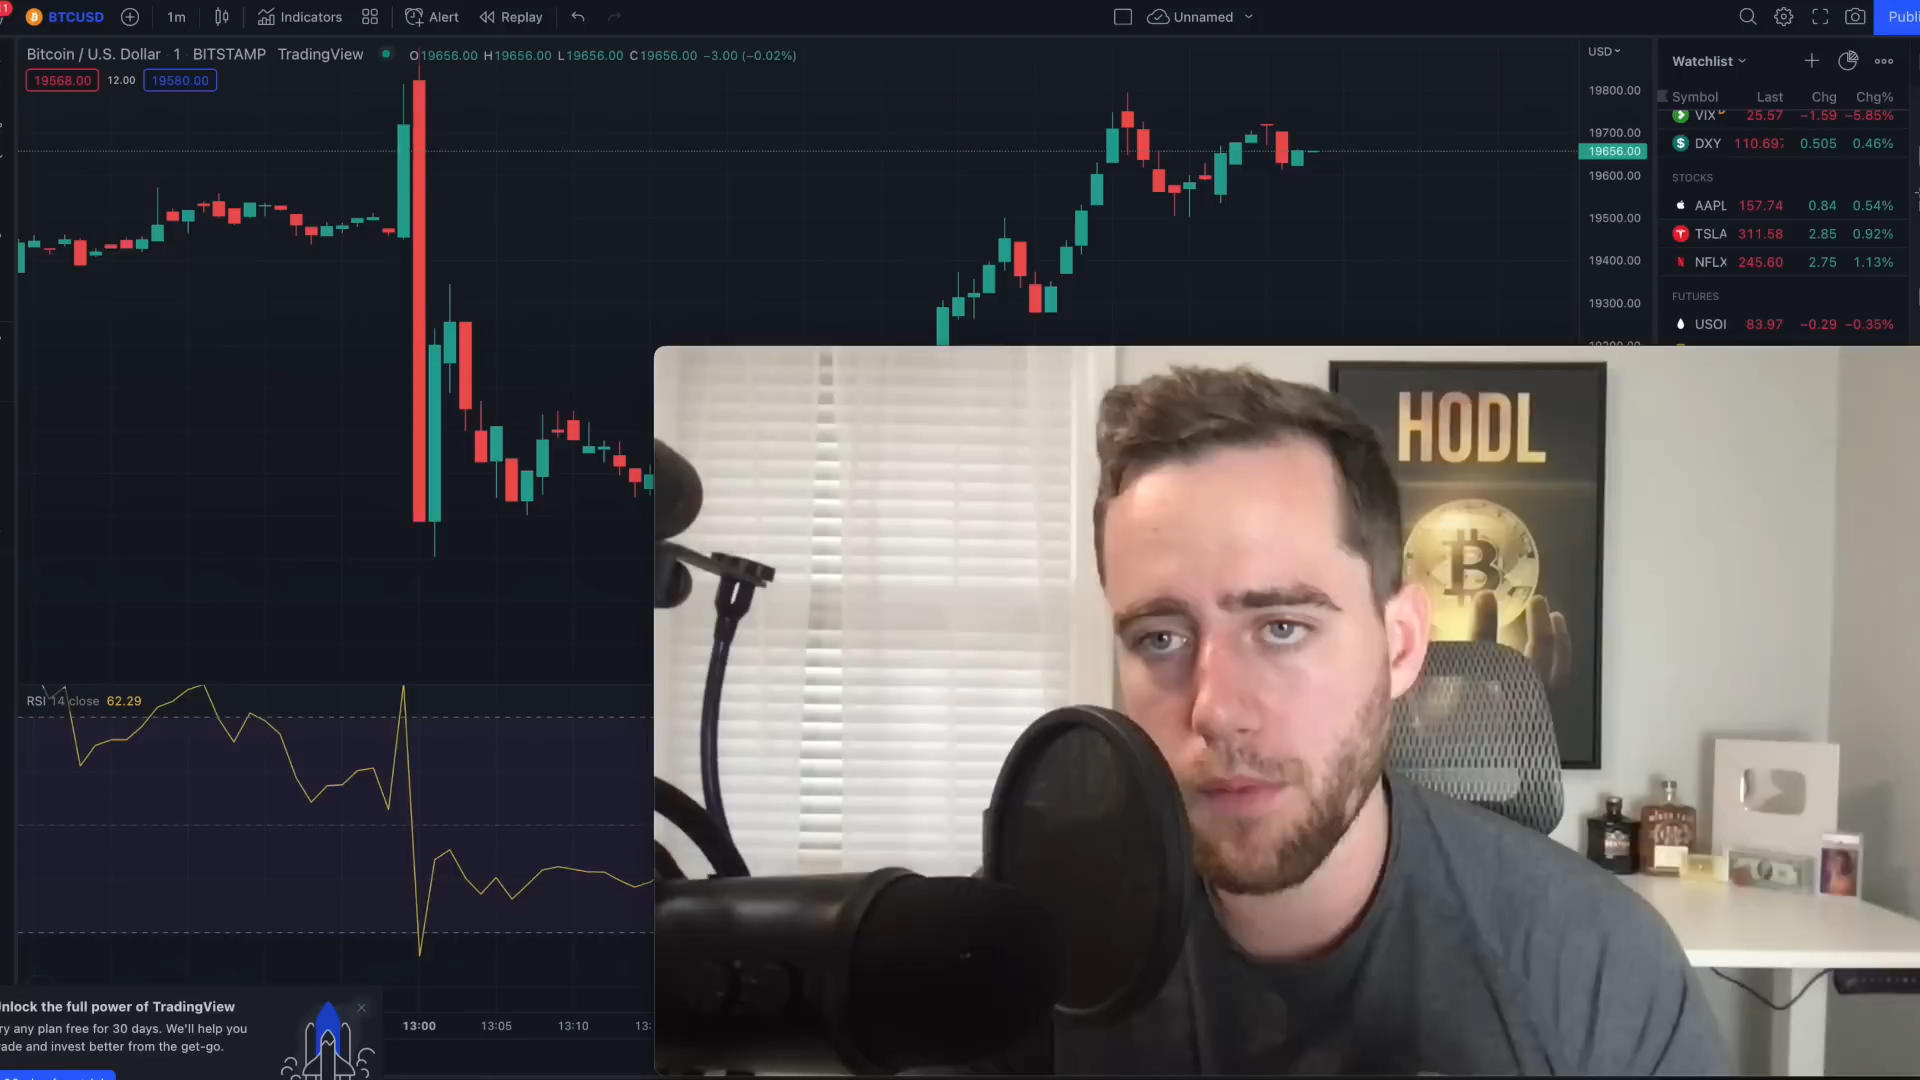 1
BTCUSD 1m Indicators Alert Replay Unnamed Publi
Bitcoin / U.S. Dollar · 1 · BITSTAMP TradingView O19656.00 H19656.00 L19656.00 C19656.00 −3.00 (−0.02%)
19568.00 12.00 19580.00
USD
19800.00
19700.00
19656.00
19600.00
19500.00
19400.00
19300.00
Watchlist
Symbol Last Chg Chg%
VIX 25.57 −1.59 −5.85%
DXY 110.697 0.505 0.46%
STOCKS
AAPL 157.74 0.84 0.54%
TSLA 311.58 2.85 0.92%
NFLX 245.60 2.75 1.13%
FUTURES
USOI 83.97 −0.29 −0.35%
HODL
B
RSI 14 close 62.29
nlock the full power of TradingView
ry any plan free for 30 days. We'll help you
ade and invest better from the get-go.
13:00 13:05 13:10 13: